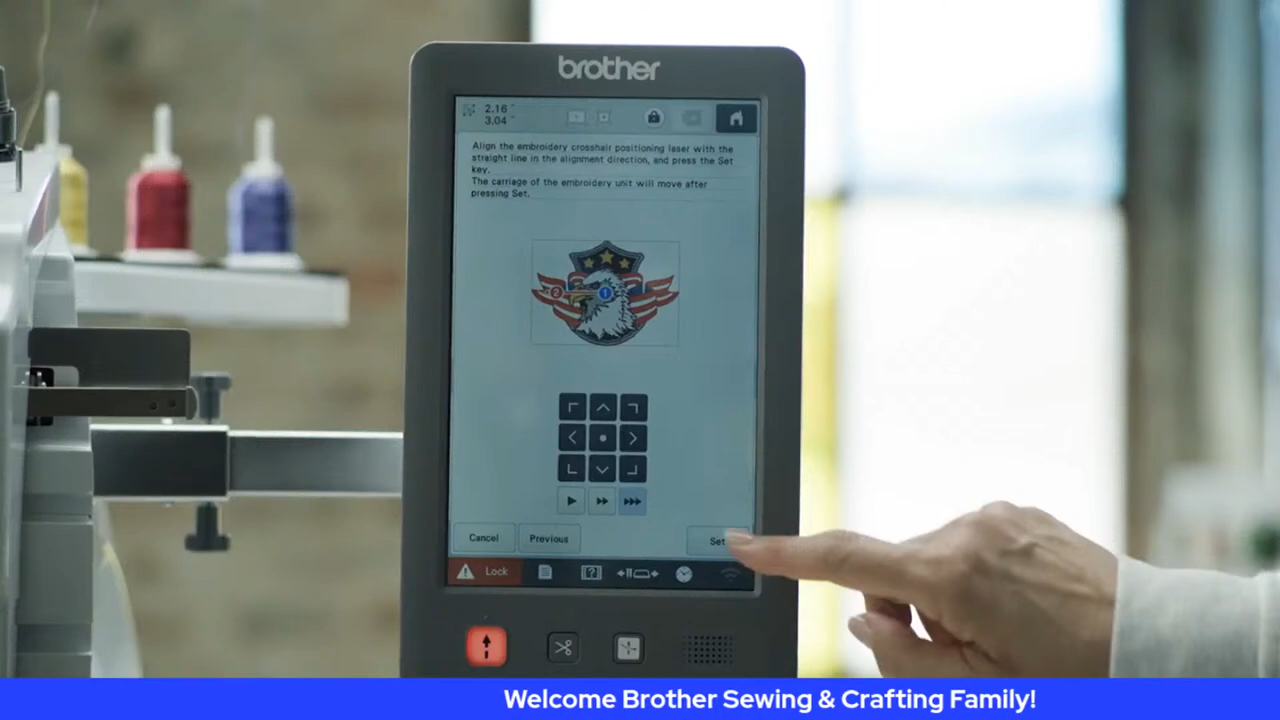 brother
2.16"
3.04"
Align the embroidery crosshair positioning laser with the
straight line in the alignment direction, and press the Set
key.
The carriage of the embroidery unit will move after
pressing Set.
2
1
Cancel
Previous
Set
Lock
Welcome Brother Sewing & Crafting Family!